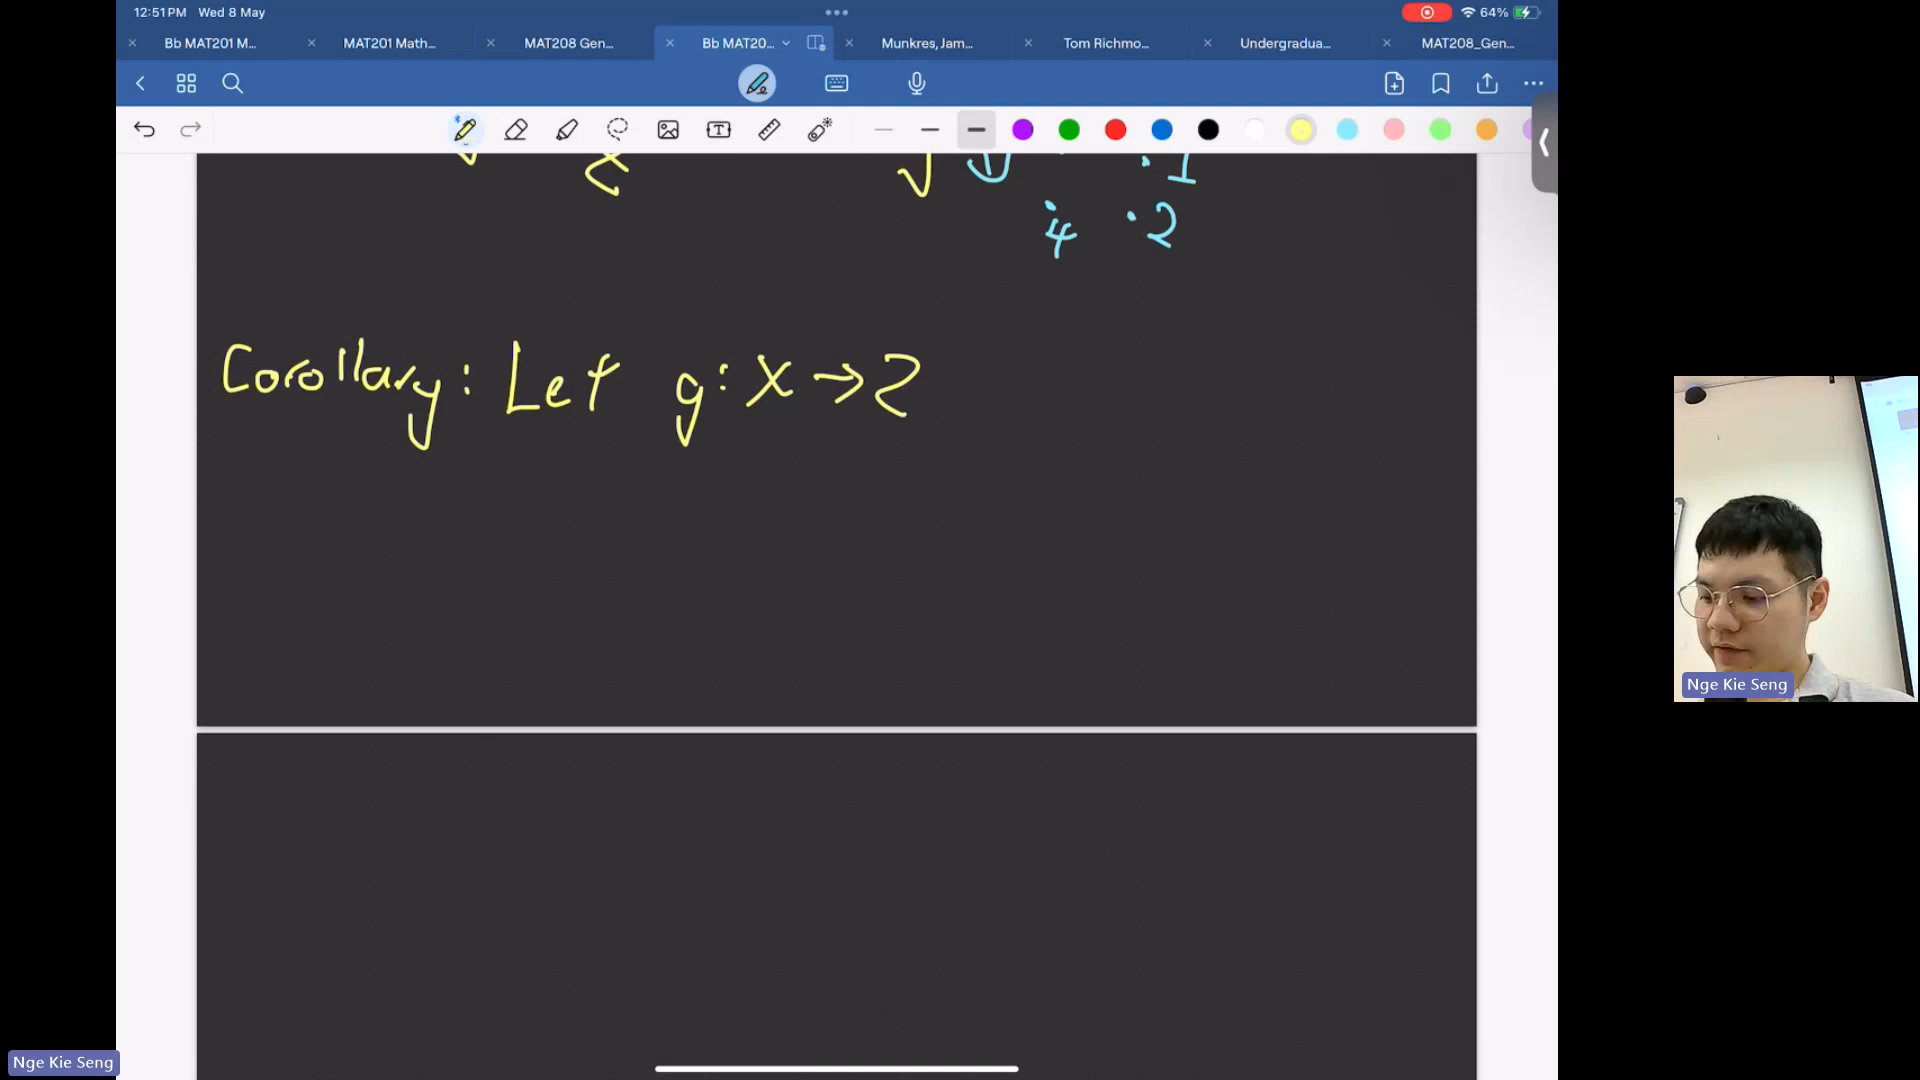 12:51 PM Wed 8 May
64%
Bb MAT201 M...
MAT201 Math...
MAT208 Gen...
Bb MAT20...
Munkres, Jam...
Tom Richmo...
Undergradua...
MAT208_Gen...
1
4 2
Corollary: Let g: X → Z
Nge Kie Seng
Nge Kie Seng